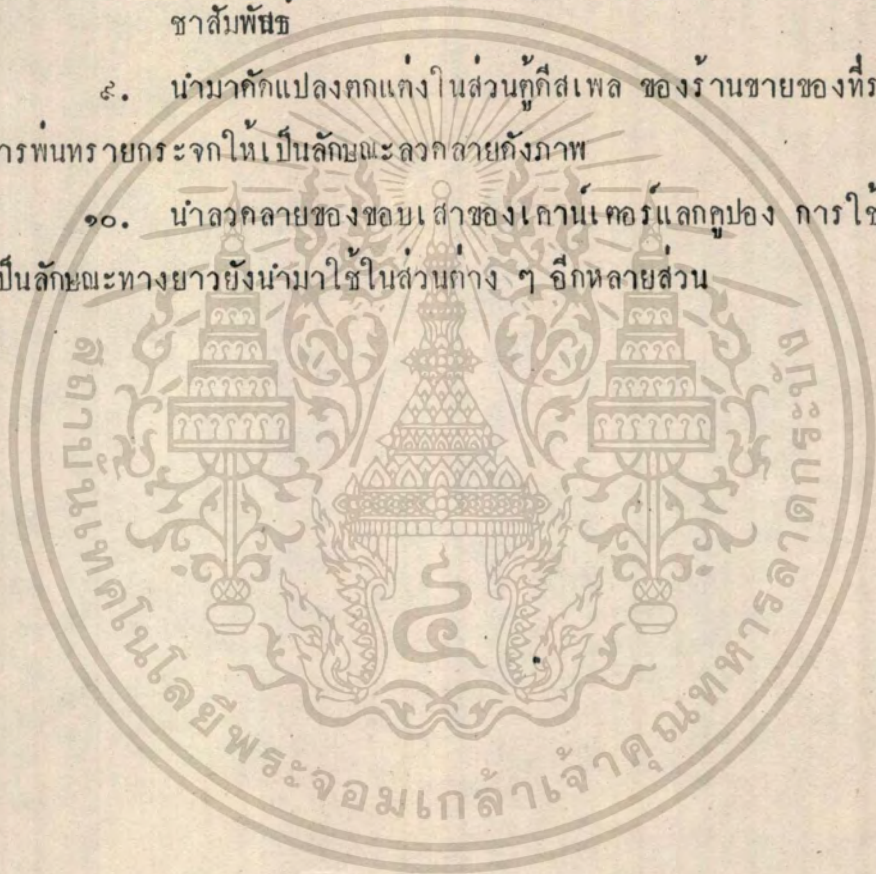 ชาสัมพันธ์
๙. นำมาดัดแปลงตกแต่งในส่วนตู้ดีสเพล ของร้านขายของที่ร
ารพ่นทรายกระจกให้เป็นลักษณะลวดลายดังภาพ
๑๐. นำลวดลายของขอบเสาของเคาน์เตอร์แลกคูปอง การใช้
ป็นลักษณะทางยาวยังนำมาใช้ในส่วนต่าง ๆ อีกหลายส่วน
สถาบันเทคโนโลยีพระจอมเกล้าเจ้าคุณทหารลาดกระบัง